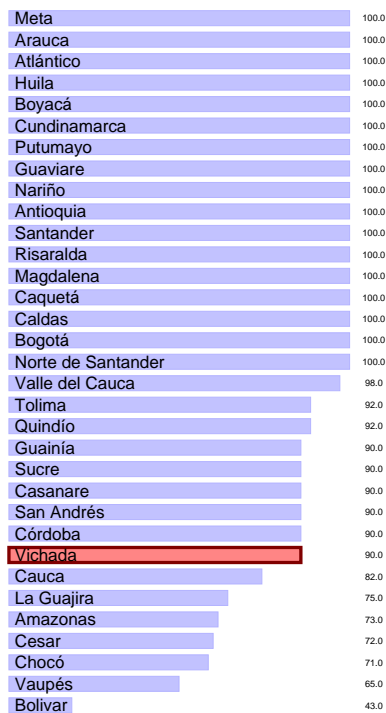 Meta 100.0
Arauca 100.0
Atlántico 100.0
Huila 100.0
Boyacá 100.0
Cundinamarca 100.0
Putumayo 100.0
Guaviare 100.0
Nariño 100.0
Antioquia 100.0
Santander 100.0
Risaralda 100.0
Magdalena 100.0
Caquetá 100.0
Caldas 100.0
Bogotá 100.0
Norte de Santander 100.0
Valle del Cauca 98.0
Tolima 92.0
Quindío 92.0
Guainía 90.0
Sucre 90.0
Casanare 90.0
San Andrés 90.0
Córdoba 90.0
Vichada 90.0
Cauca 82.0
La Guajira 75.0
Amazonas 73.0
Cesar 72.0
Chocó 71.0
Vaupés 65.0
Bolivar 43.0